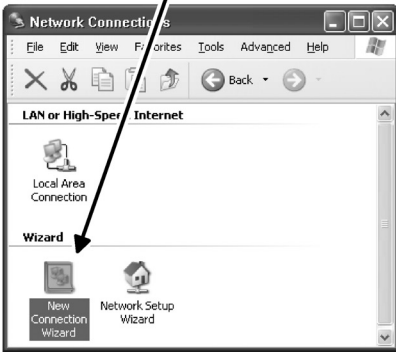 Network Connections
File Edit View Favorites Tools Advanced Help
Back
LAN or High-Speed Internet
Local Area
Connection
Wizard
New
Connection
Wizard
Network Setup
Wizard